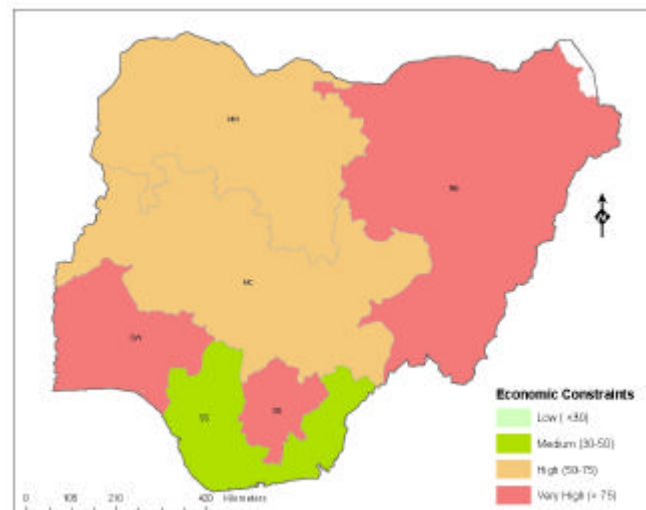 NE
NC
SW
SS
SE
N
Economic Constraints
Low ( <30)
Medium (30-50)
High (50-75)
Very High (> 75)
0 105 210 420 Kilometers